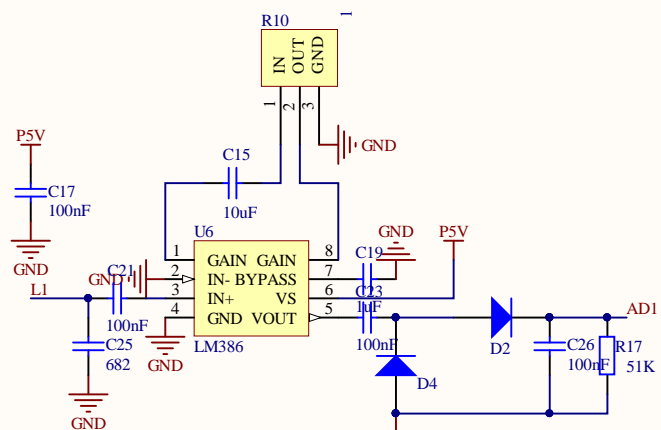 R10
1
IN
OUT
GND
1
2
3
GND
P5V
C17
100nF
GND
C15
10uF
U6
1 GAIN GAIN 8
GND 2 IN- BYPASS 7
3 IN+ VS 6
4 GND VOUT 5
LM386
GND
L1
C21
100nF
C25
682
GND
GND
C19
1uF
P5V
C23
100nF
D4
D2
C26
100nF
R17
51K
AD1